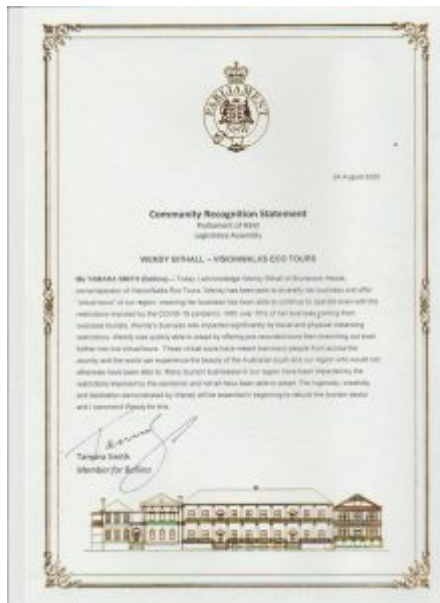 PARLIAMENT
NSW
24 August 2020
Community Recognition Statement
Parliament of NSW
Legislative Assembly
WENDY BITHALL – VISIONWALKS ECO TOURS
Ms TAMARA SMITH (Ballina)— Today I acknowledge Wendy Bithall of Brunswick Heads,
owner/operator of VisionWalks Eco Tours. Wendy has been able to diversify her business and offer
"virtual tours" of our region, meaning her business has been able to continue to operate even with the
restrictions imposed by the COVID-19 pandemic. With over 70% of her business coming from
overseas tourists, Wendy's business was impacted significantly by travel and physical distancing
restrictions. Wendy was quickly able to adapt by offering pre-recorded tours then branching out even
further into live virtual tours. These virtual tours have meant that many people from across the
country and the world can experience the beauty of the Australian bush and our region who would not
otherwise have been able to. Many tourism businesses in our region have been impacted by the
restrictions imposed by the pandemic and not all have been able to adapt. The ingenuity, creativity
and dedication demonstrated by Wendy will be essential in beginning to rebuild the tourism sector
and I commend Wendy for this.
Tamara Smith
Member for Ballina